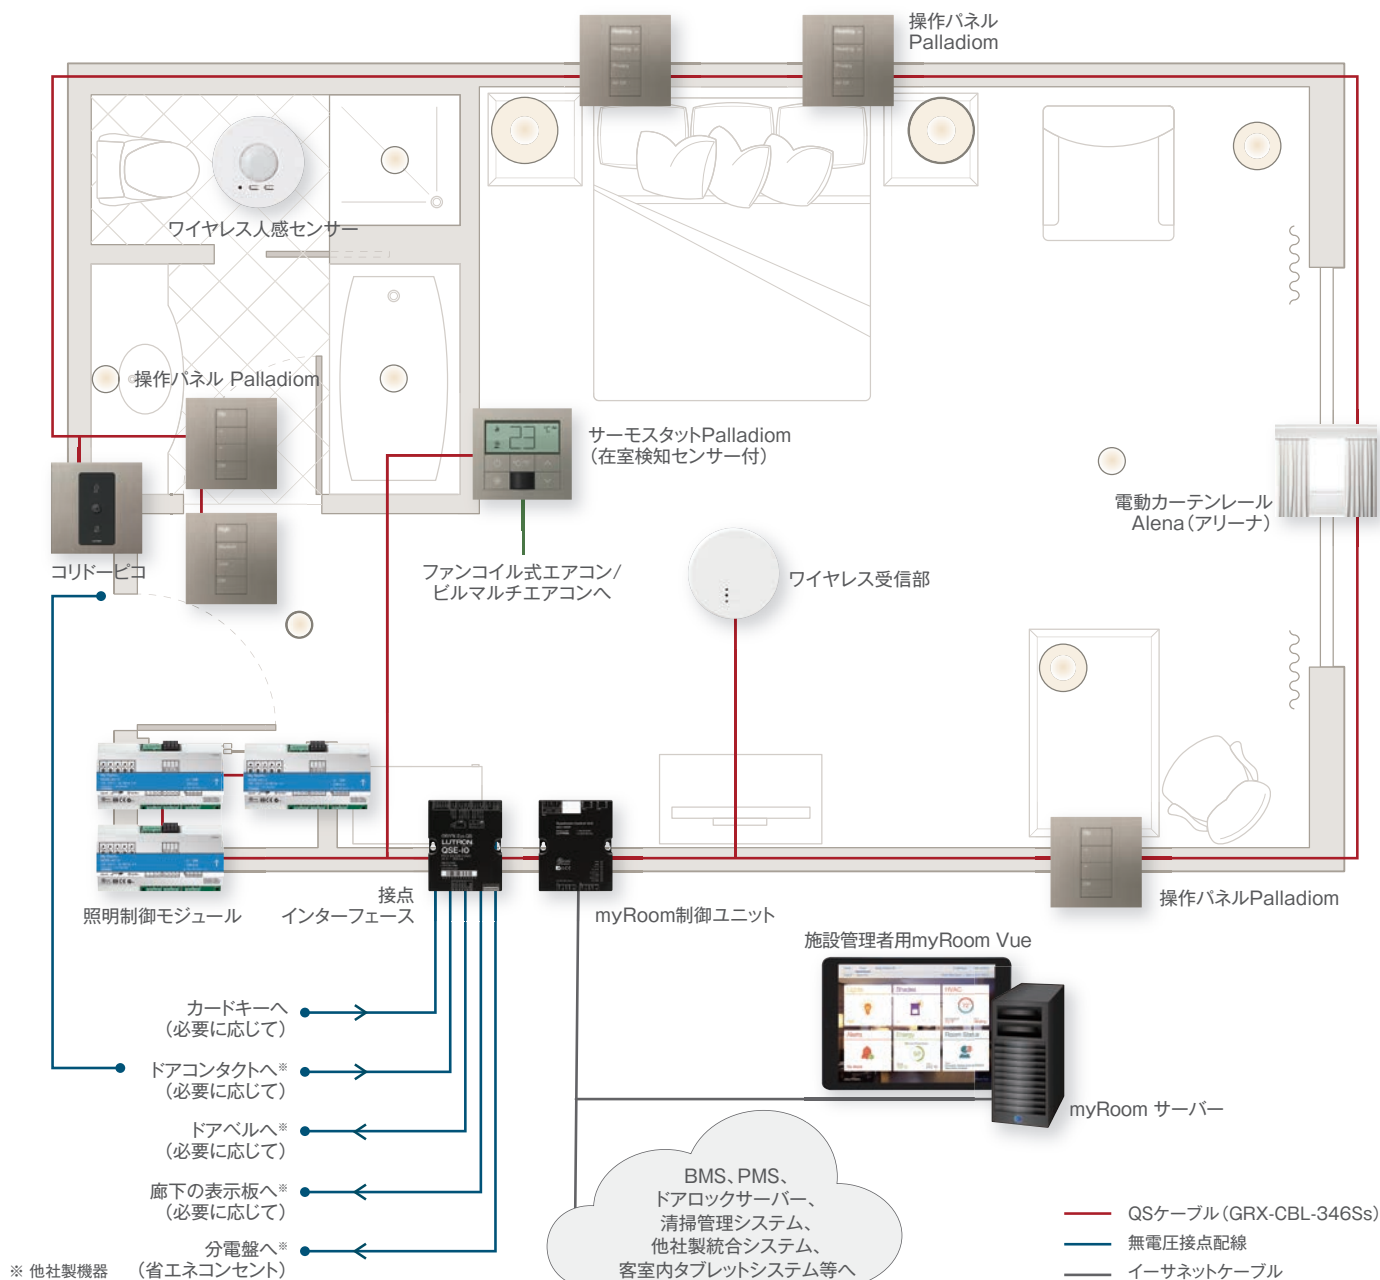 操作パネル
Palladiom
ワイヤレス人感センサー
操作パネル Palladiom
サーモスタットPalladiom
（在室検知センサー付）
23
電動カーテンレール
Alena（アリーナ）
コリドーピコ
ファンコイル式エアコン/
ビルマルチエアコンへ
ワイヤレス受信部
LUTRON
QSE-IO
照明制御モジュール
接点
インターフェース
myRoom制御ユニット
操作パネルPalladiom
施設管理者用myRoom Vue
Shades
HVAC
Alerts
Energy
Room Status
myRoom サーバー
カードキーへ
（必要に応じて）
ドアコンタクトへ※
（必要に応じて）
ドアベルへ※
（必要に応じて）
廊下の表示板へ※
（必要に応じて）
分電盤へ※
（省エネコンセント）
※ 他社製機器
BMS、PMS、
ドアロックサーバー、
清掃管理システム、
他社製統合システム、
客室内タブレットシステム等へ
QSケーブル（GRX-CBL-346Ss）
無電圧接点配線
イーサネットケーブル